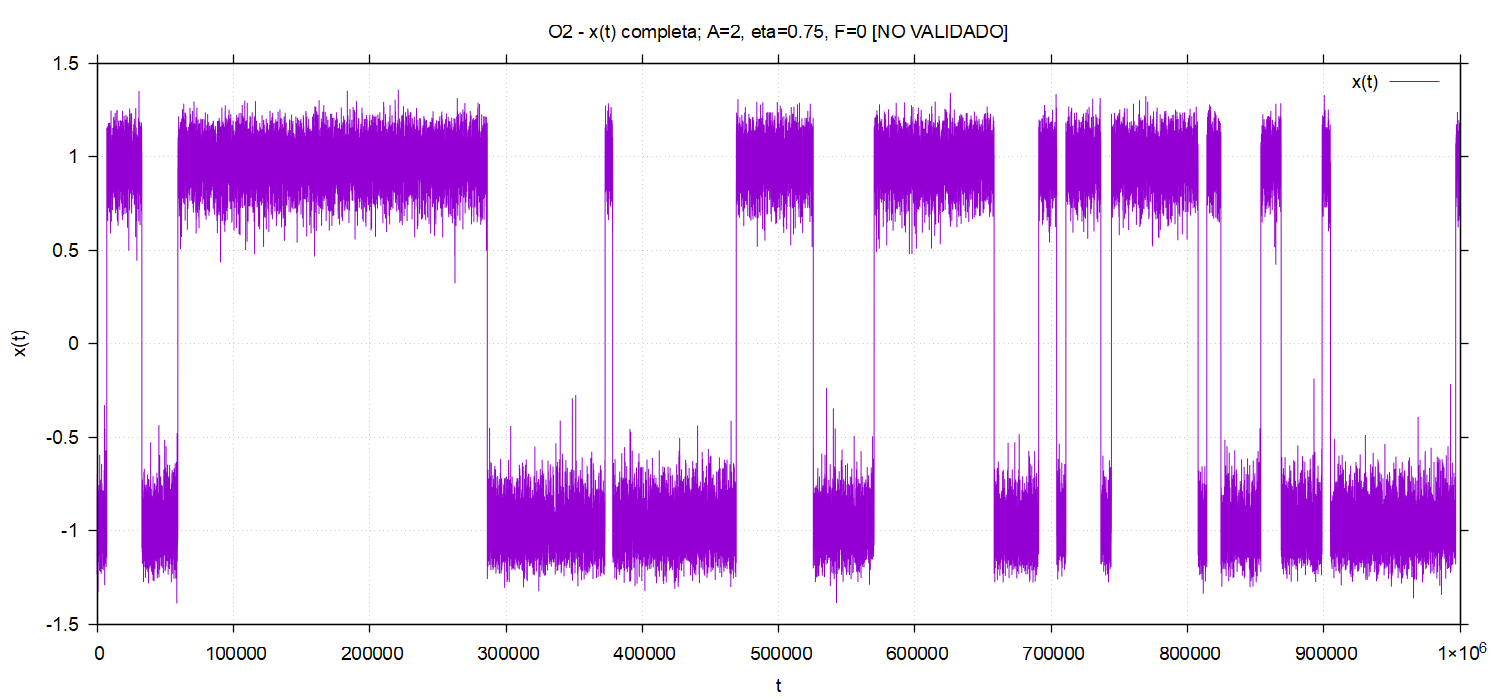 O2 - x(t) completa; A=2, eta=0.75, F=0 [NO VALIDADO]
x(t)
1.5
1
0.5
0
-0.5
-1
-1.5
x(t)
0 100000 200000 300000 400000 500000 600000 700000 800000 900000 1×10⁶
t